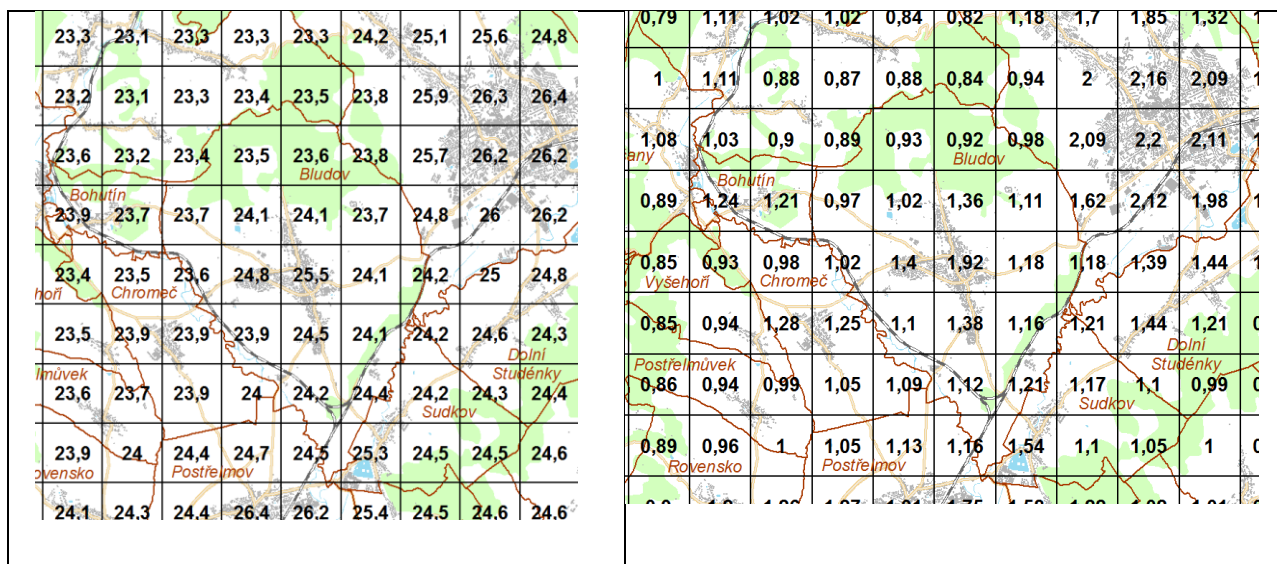 23,3 23,1 23,3 23,3 23,3 24,2 25,1 25,6 24,8
23,2 23,1 23,3 23,4 23,5 23,8 25,9 26,3 26,4
23,6 23,2 23,4 23,5 23,6 23,8 25,7 26,2 26,2
Bludov
Bohutín
23,9 23,7 23,7 24,1 24,1 23,7 24,8 26 26,2
23,4 23,5 23,6 24,8 25,5 24,1 24,2 25 24,8
hoří Chromeč
23,5 23,9 23,9 23,9 24,5 24,1 24,2 24,6 24,3
Dolní
lmůvek Studénky
23,6 23,7 23,9 24 24,2 24,4 24,2 24,3 24,4
Sudkov
23,9 24 24,4 24,7 24,5 25,3 24,5 24,5 24,6
ovensko Postřelmov
24,1 24,3 24,4 26,4 26,2 25,4 24,5 24,6 24,6
0,79 1,11 1,02 1,02 0,84 0,82 1,18 1,7 1,85 1,32
1 1,11 0,88 0,87 0,88 0,84 0,94 2 2,16 2,09
1,08 1,03 0,9 0,89 0,93 0,92 0,98 2,09 2,2 2,11
any Bludov
Bohutín
0,89 1,24 1,21 0,97 1,02 1,36 1,11 1,62 2,12 1,98
0,85 0,93 0,98 1,02 1,4 1,92 1,18 1,18 1,39 1,44
Vyšehoří Chromeč
0,85 0,94 1,28 1,25 1,1 1,38 1,16 1,21 1,44 1,21
Dolní
Postřelmůvek Studénky
0,86 0,94 0,99 1,05 1,09 1,12 1,21 1,17 1,1 0,99
Sudkov
0,89 0,96 1 1,05 1,13 1,16 1,54 1,1 1,05 1
Rovensko Postřelmov